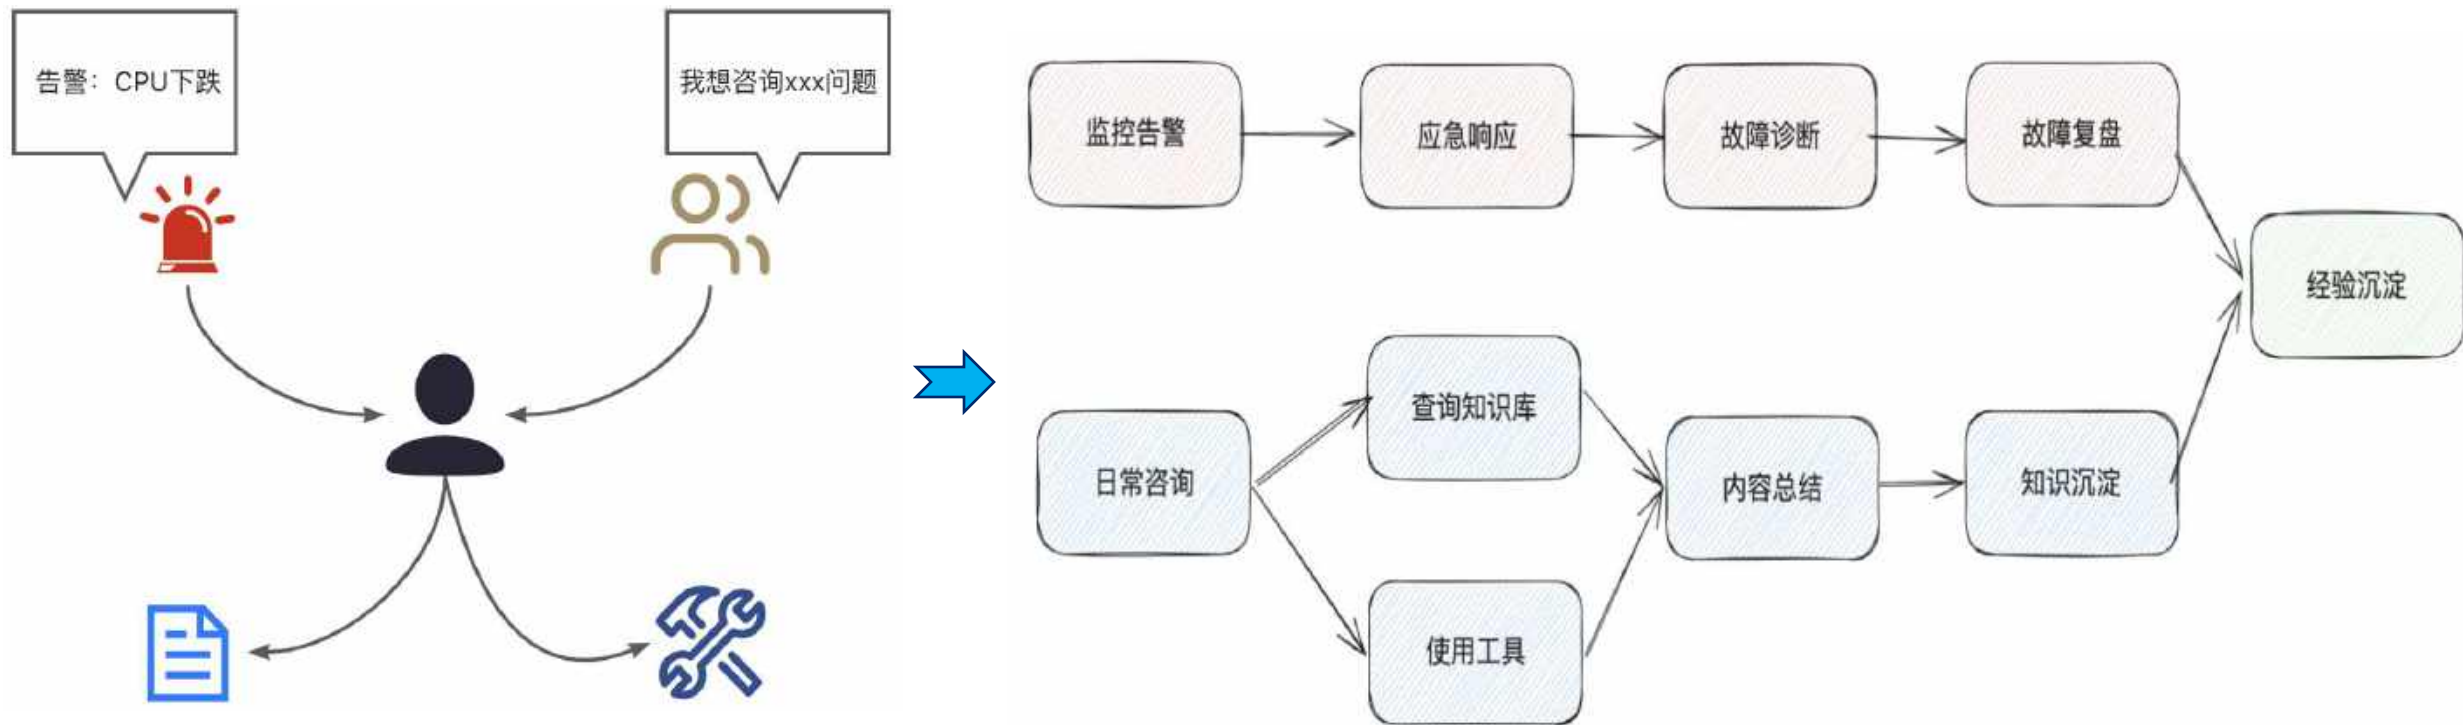 告警：CPU下跌
我想咨询xxx问题
监控告警
应急响应
故障诊断
故障复盘
经验沉淀
日常咨询
查询知识库
使用工具
内容总结
知识沉淀